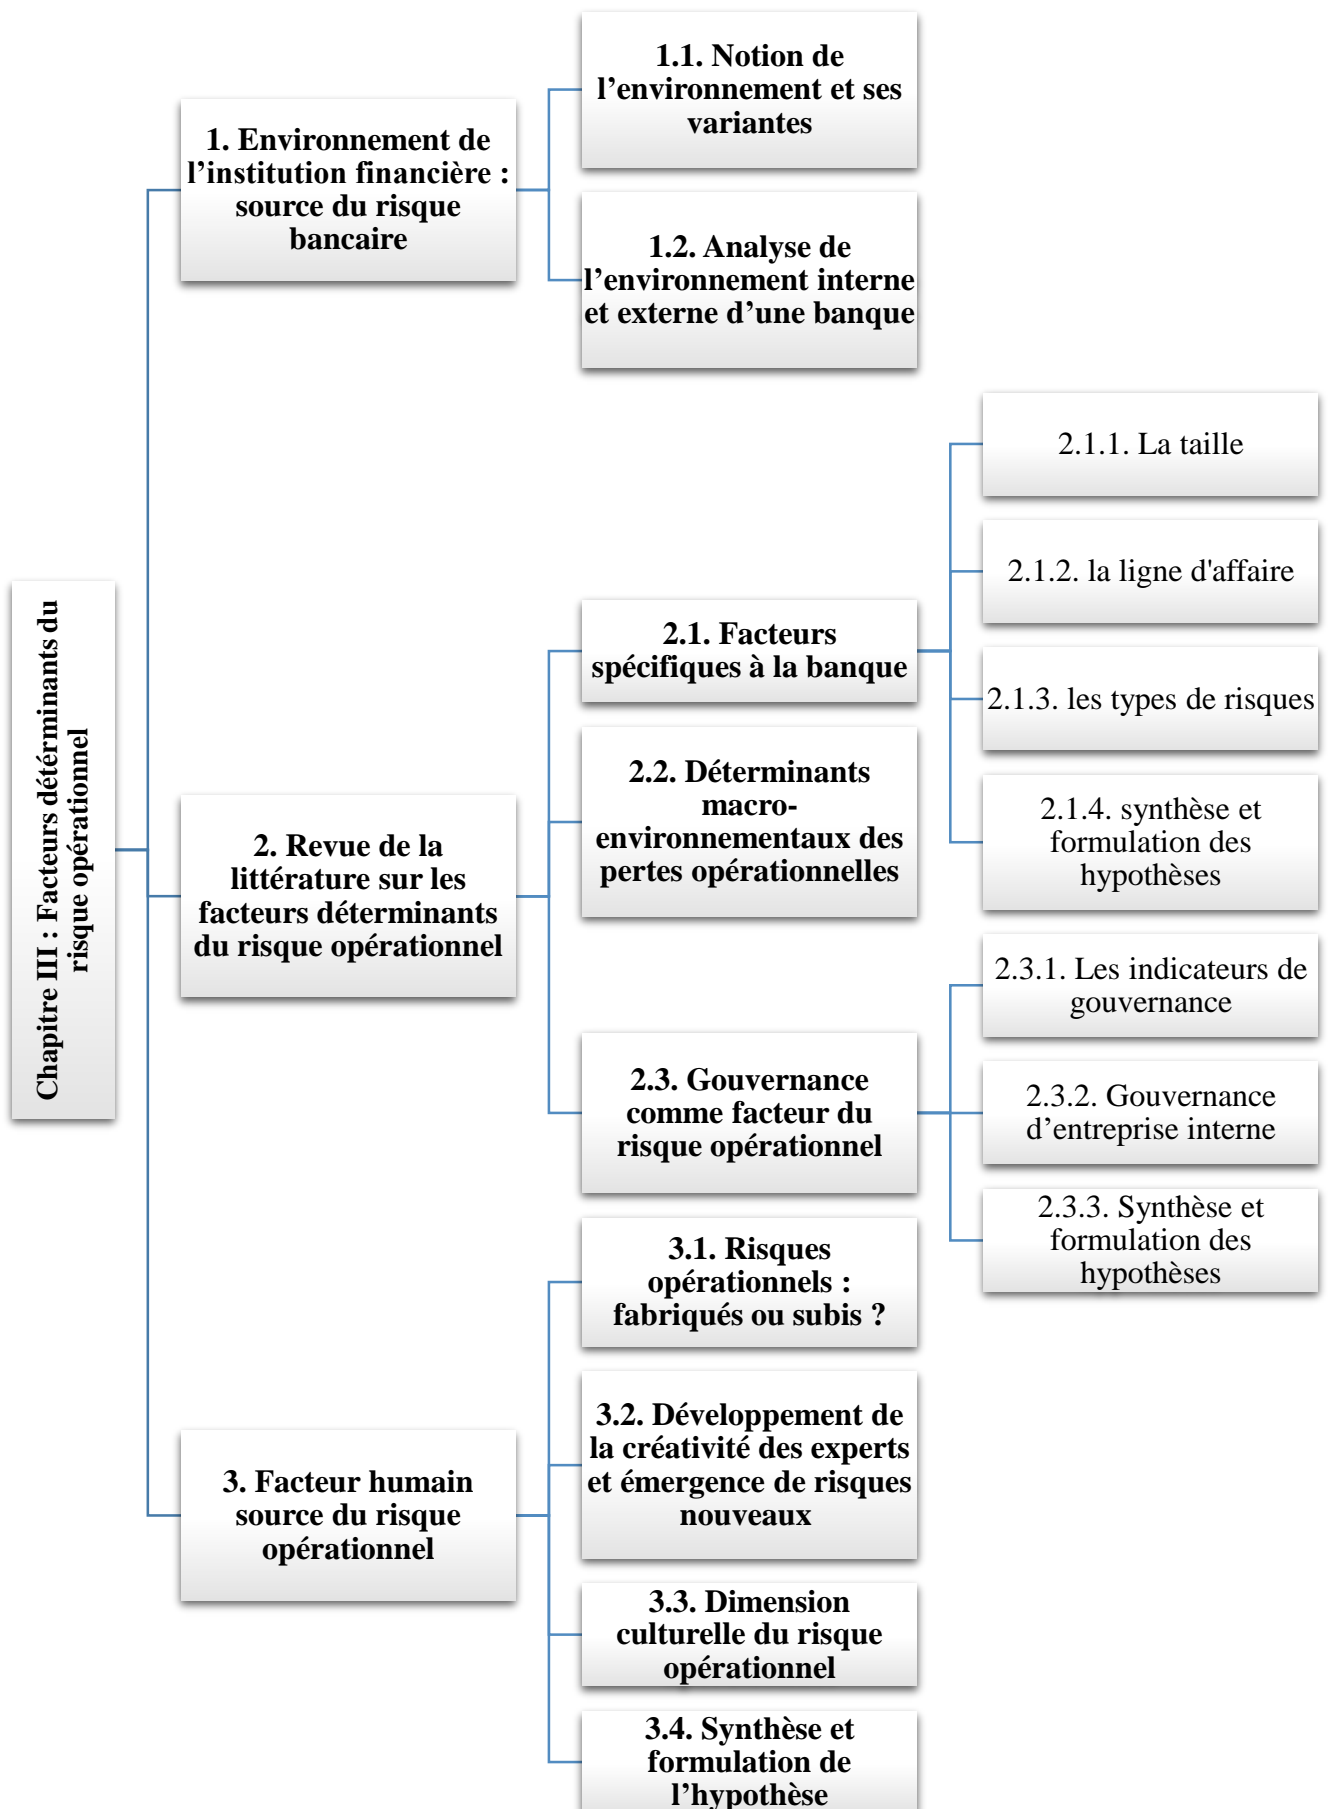 Chapitre III : Facteurs détérminants du
risque opérationnel
1. Environnement de
l’institution financière :
source du risque
bancaire
1.1. Notion de
l’environnement et ses
variantes
1.2. Analyse de
l’environnement interne
et externe d’une banque
2. Revue de la
littérature sur les
facteurs déterminants
du risque opérationnel
2.1. Facteurs
spécifiques à la banque
2.1.1. La taille
2.1.2. la ligne d'affaire
2.1.3. les types de risques
2.1.4. synthèse et
formulation des
hypothèses
2.2. Déterminants
macro-
environnementaux des
pertes opérationnelles
2.3. Gouvernance
comme facteur du
risque opérationnel
2.3.1. Les indicateurs de
gouvernance
2.3.2. Gouvernance
d’entreprise interne
2.3.3. Synthèse et
formulation des
hypothèses
3. Facteur humain
source du risque
opérationnel
3.1. Risques
opérationnels :
fabriqués ou subis ?
3.2. Développement de
la créativité des experts
et émergence de risques
nouveaux
3.3. Dimension
culturelle du risque
opérationnel
3.4. Synthèse et
formulation de
l’hypothèse